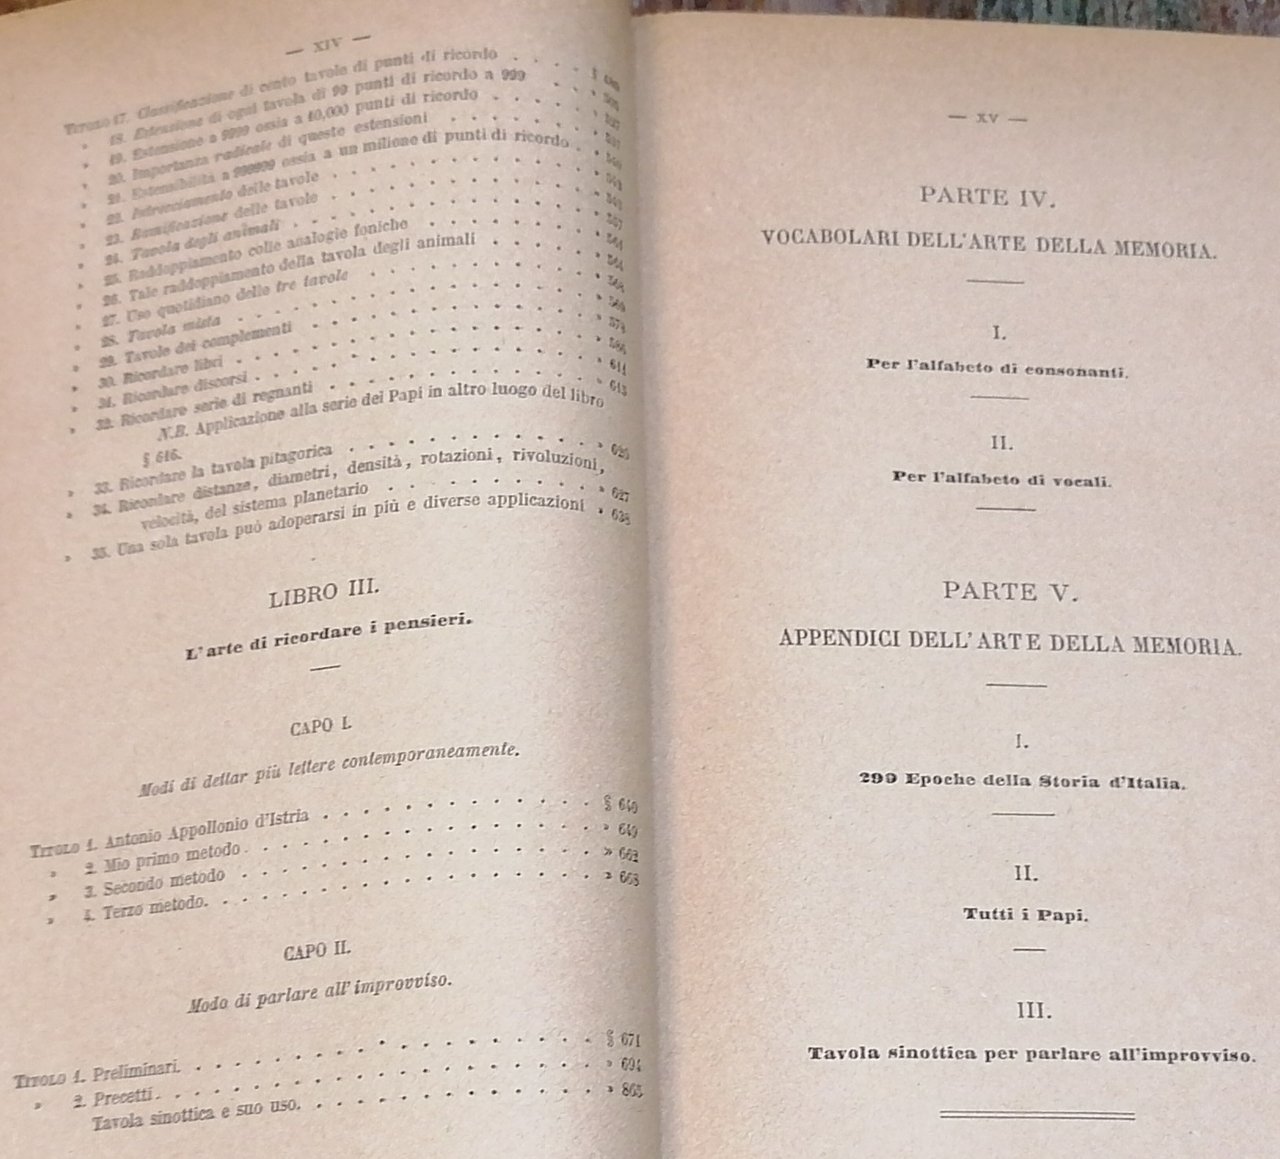 — XIV —
TITOLO 17. Classificazione di cento tavole di punti di ricordo
» 18. Estensione di ogni tavola di 99 punti di ricordo a 999
» 19. Estensione a 9999 ossia a 10,000 punti di ricordo
» 20. Importanza radicale di queste estensioni
» 21. Estensibilità a 999999 ossia a un milione di punti di ricordo
» 22. Intrecciamento delle tavole
» 23. Ramificazione delle tavole
» 24. Tavola degli animali
» 25. Raddoppiamento colle analogie foniche
» 26. Tale raddoppiamento della tavola degli animali
» 27. Uso quotidiano delle tre tavole
» 28. Tavola mista
» 29. Tavole dei complementi
» 30. Ricordare libri
» 31. Ricordare discorsi » 611
» 32. Ricordare serie di regnanti » 613
N.B. Applicazione alla serie dei Papi in altro luogo del libro
§ 616.
» 33. Ricordare la tavola pitagorica
» 34. Ricordare distanze, diametri, densità, rotazioni, rivoluzioni,
velocità, del sistema planetario » 627
» 35. Una sola tavola può adoperarsi in più e diverse applicazioni » 638
LIBRO III.
L'arte di ricordare i pensieri.
CAPO I.
Modi di dettar più lettere contemporaneamente.
TITOLO 1. Antonio Appollonio d'Istria § 640
» 2. Mio primo metodo » 649
» 3. Secondo metodo » 662
» 4. Terzo metodo » 668
CAPO II.
Modo di parlare all'improvviso.
TITOLO 1. Preliminari § 671
» 2. Precetti » 694
Tavola sinottica e suo uso » 865
— XV —
PARTE IV.
VOCABOLARI DELL'ARTE DELLA MEMORIA.
I.
Per l'alfabeto di consonanti.
II.
Per l'alfabeto di vocali.
PARTE V.
APPENDICI DELL'ARTE DELLA MEMORIA.
I.
299 Epoche della Storia d'Italia.
II.
Tutti i Papi.
III.
Tavola sinottica per parlare all'improvviso.